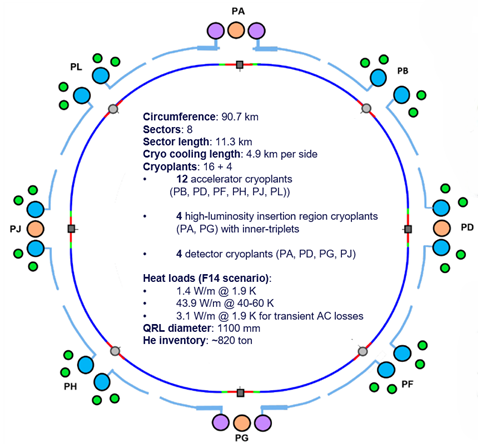 PA
PL
PB
Circumference: 90.7 km
Sectors: 8
Sector length: 11.3 km
Cryo cooling length: 4.9 km per side
Cryoplants: 16 + 4
• 12 accelerator cryoplants
(PB, PD, PF, PH, PJ, PL))
• 4 high-luminosity insertion region cryoplants
(PA, PG) with inner-triplets
PJ
PD
• 4 detector cryoplants (PA, PD, PG, PJ)
Heat loads (F14 scenario):
• 1.4 W/m @ 1.9 K
• 43.9 W/m @ 40-60 K
• 3.1 W/m @ 1.9 K for transient AC losses
QRL diameter: 1100 mm
He inventory: ~820 ton
PH
PF
PG